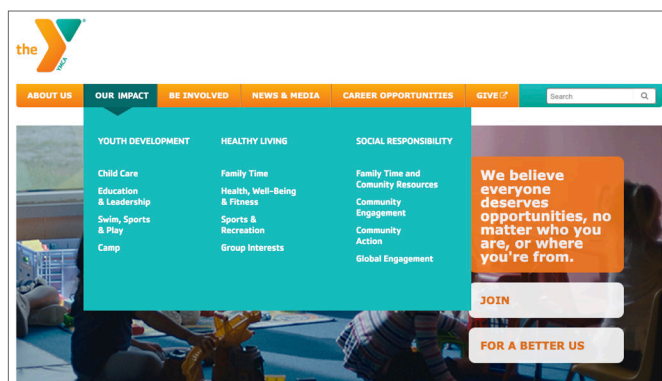 the
YMCA
ABOUT US
OUR IMPACT
BE INVOLVED
NEWS & MEDIA
CAREER OPPORTUNITIES
GIVE
Search
YOUTH DEVELOPMENT
Child Care
Education
& Leadership
Swim, Sports
& Play
Camp
HEALTHY LIVING
Family Time
Health, Well-Being
& Fitness
Sports &
Recreation
Group Interests
SOCIAL RESPONSIBILITY
Family Time and
Comunity Resources
Community
Engagement
Community
Action
Global Engagement
We believe
everyone
deserves
opportunities, no
matter who you
are, or where
you're from.
JOIN
FOR A BETTER US